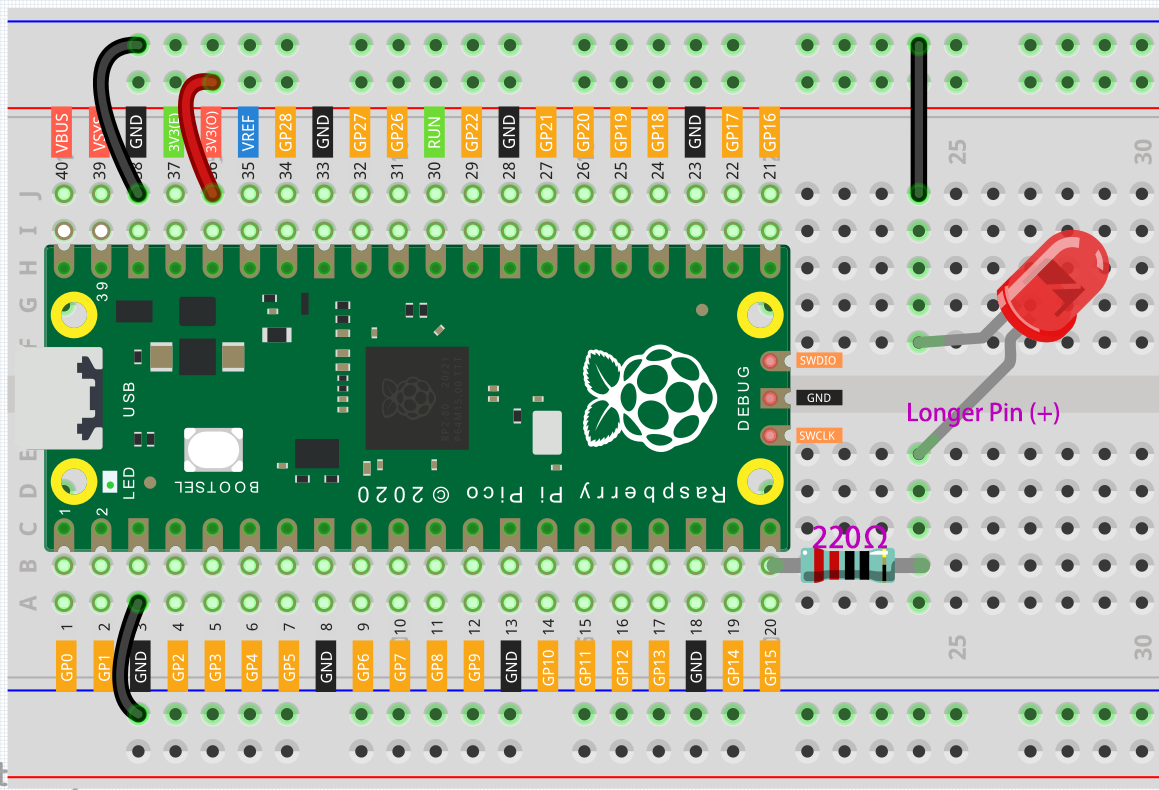 VBUS VSYS GND 3V3(E) 3V3(O) VREF GP28 GND GP27 GP26 RUN GP22 GND GP21 GP20 GP19 GP18 GND GP17 GP16
40 39 38 37 36 35 34 33 32 31 30 29 28 27 26 25 24 23 22 21
25 30
J
I
H
G
F
39
SWDIO
GND
SWCLK
DEBUG
USB
Longer Pin (+)
E
D
C
B
A
LED
BOOTSEL
Raspberry Pi Pico © 2020
1 2
220Ω
1 2 3 4 5 6 7 8 9 10 11 12 13 14 15 16 17 18 19 20
GP0 GP1 GND GP2 GP3 GP4 GP5 GND GP6 GP7 GP8 GP9 GND GP10 GP11 GP12 GP13 GND GP14 GP15
25 30